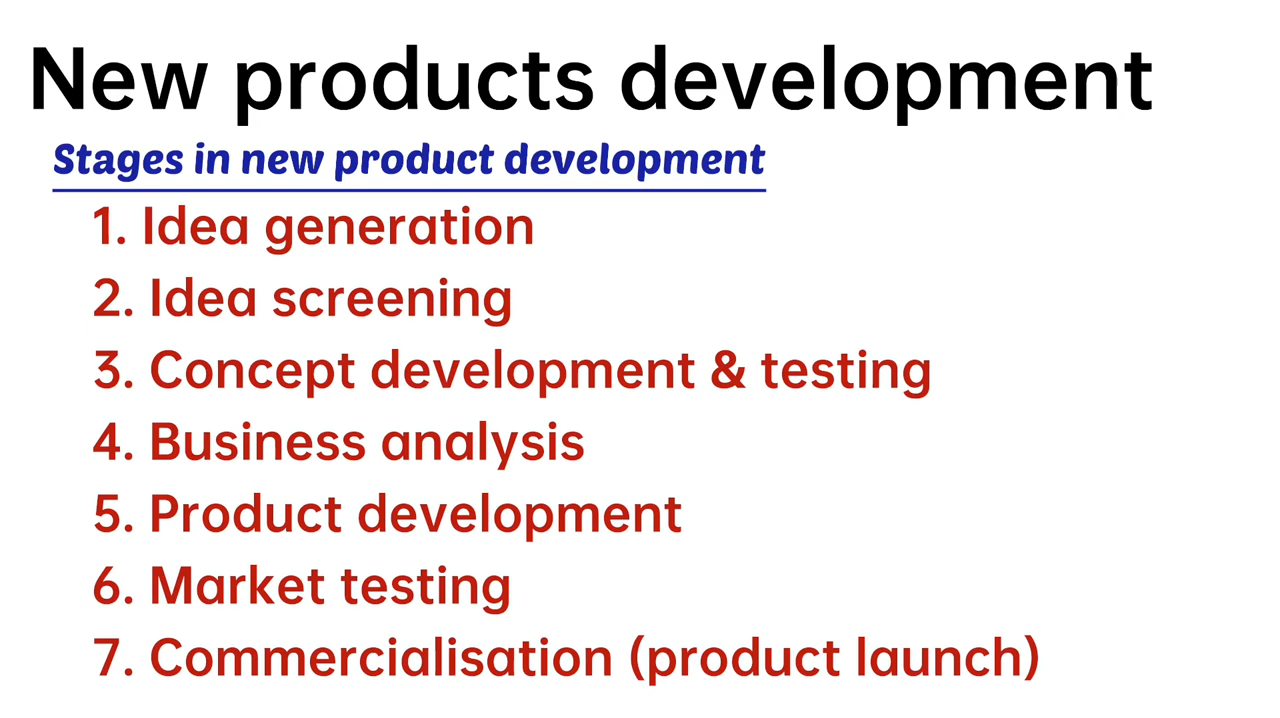 New products development
Stages in new product development
1. Idea generation
2. Idea screening
3. Concept development & testing
4. Business analysis
5. Product development
6. Market testing
7. Commercialisation (product launch)